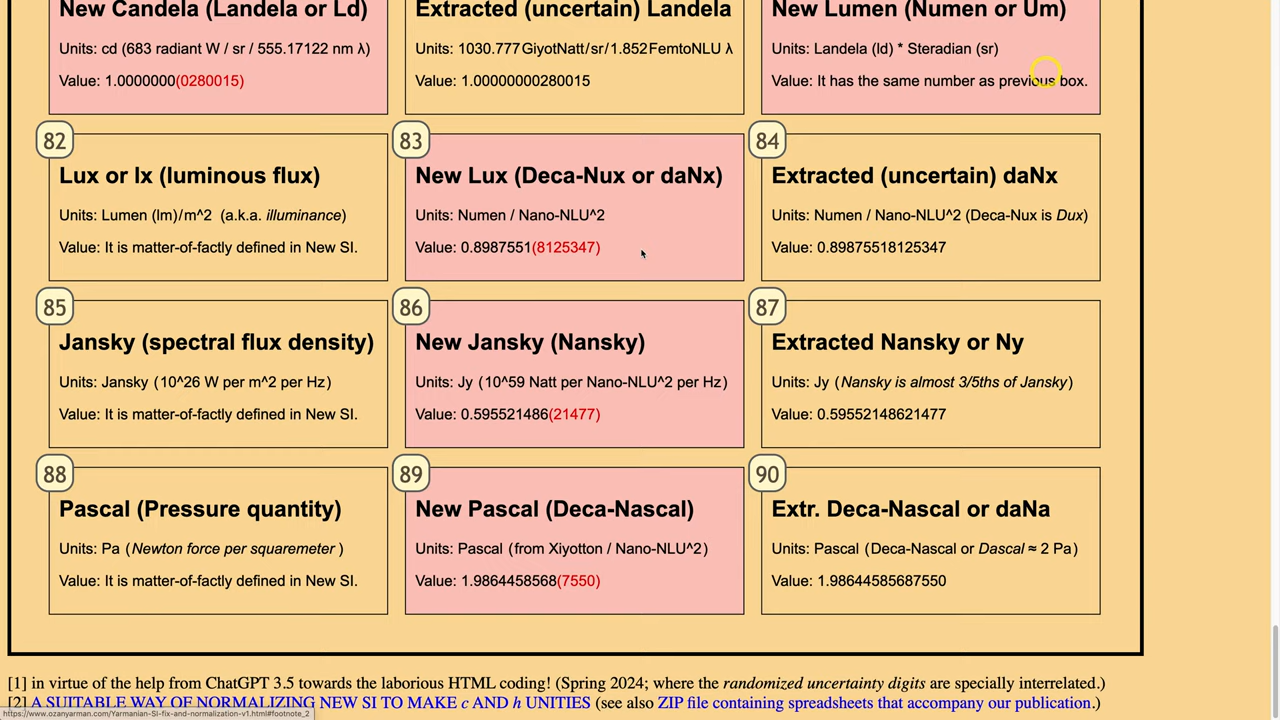 New Candela (Landela or Ld)
Units: cd (683 radiant W / sr / 555.17122 nm λ)
Value: 1.0000000(0280015)
Extracted (uncertain) Landela
Units: 1030.777GiyotNatt/sr/1.852FemtoNLU λ
Value: 1.00000000280015
New Lumen (Numen or Um)
Units: Landela (ld) * Steradian (sr)
Value: It has the same number as previous box.
82
Lux or lx (luminous flux)
Units: Lumen (lm)/m^2 (a.k.a. illuminance)
Value: It is matter-of-factly defined in New SI.
83
New Lux (Deca-Nux or daNx)
Units: Numen / Nano-NLU^2
Value: 0.8987551(8125347)
84
Extracted (uncertain) daNx
Units: Numen / Nano-NLU^2 (Deca-Nux is Dux)
Value: 0.89875518125347
85
Jansky (spectral flux density)
Units: Jansky (10^26 W per m^2 per Hz)
Value: It is matter-of-factly defined in New SI.
86
New Jansky (Nansky)
Units: Jy (10^59 Natt per Nano-NLU^2 per Hz)
Value: 0.595521486(21477)
87
Extracted Nansky or Ny
Units: Jy (Nansky is almost 3/5ths of Jansky)
Value: 0.59552148621477
88
Pascal (Pressure quantity)
Units: Pa (Newton force per squaremeter )
Value: It is matter-of-factly defined in New SI.
89
New Pascal (Deca-Nascal)
Units: Pascal (from Xiyotton / Nano-NLU^2)
Value: 1.9864458568(7550)
90
Extr. Deca-Nascal or daNa
Units: Pascal (Deca-Nascal or Dascal ≈ 2 Pa)
Value: 1.98644585687550
[1] in virtue of the help from ChatGPT 3.5 towards the laborious HTML coding! (Spring 2024; where the randomized uncertainty digits are specially interrelated.)
[2] A SUITABLE WAY OF NORMALIZING NEW SI TO MAKE c AND h UNITIES (see also ZIP file containing spreadsheets that accompany our publication.)
https://www.ozanyarman.com/Yarmanian-SI-fix-and-normalization-v1.html#footnote_2